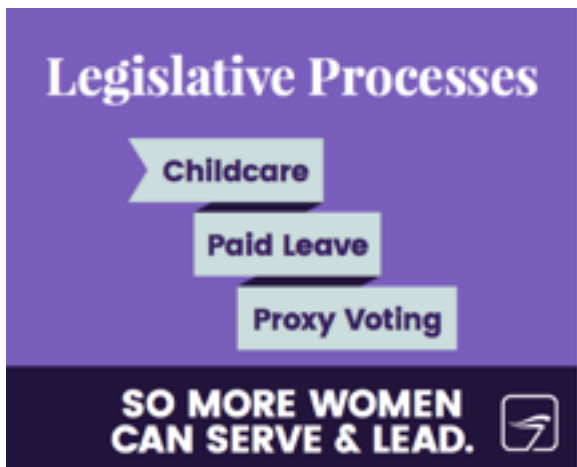 Legislative Processes
Childcare
Paid Leave
Proxy Voting
SO MORE WOMEN
CAN SERVE & LEAD.